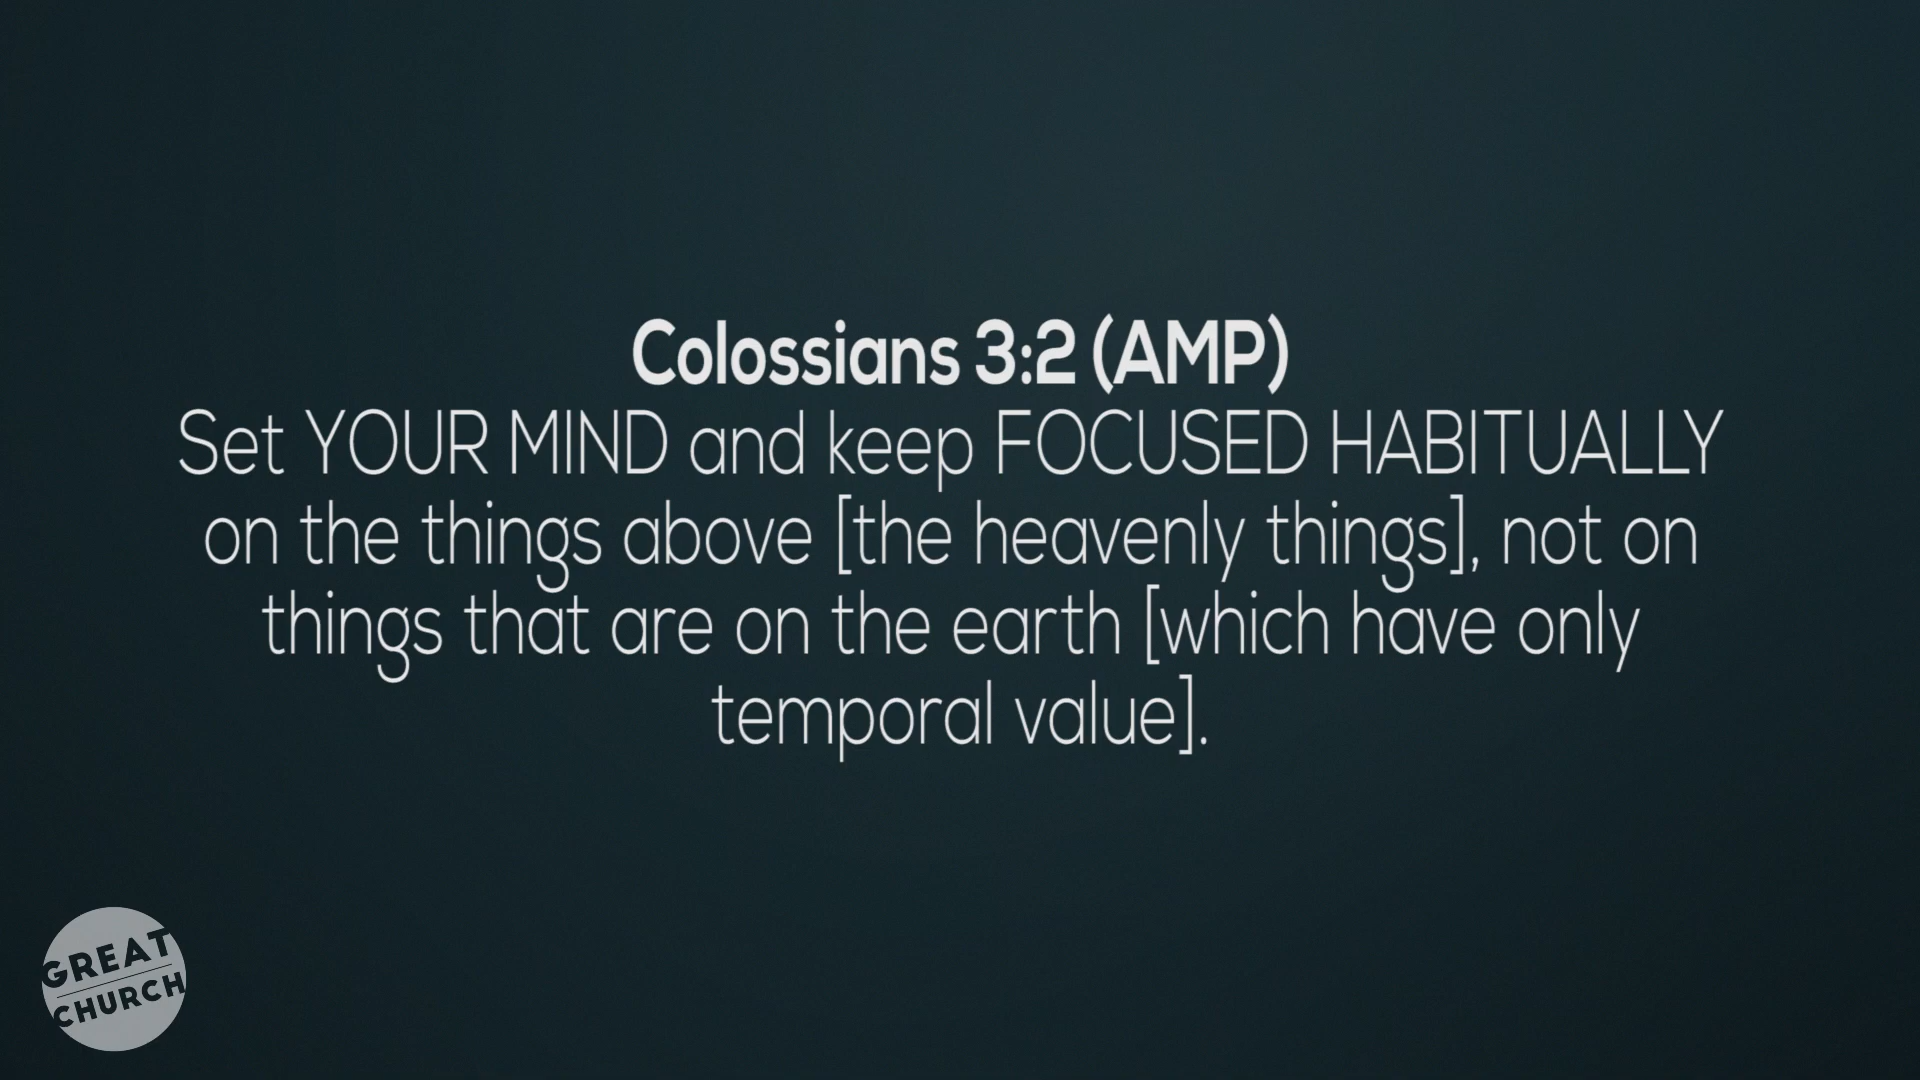 Colossians 3:2 (AMP)
Set YOUR MIND and keep FOCUSED HABITUALLY
on the things above [the heavenly things], not on
things that are on the earth [which have only
temporal value].
GREAT
CHURCH